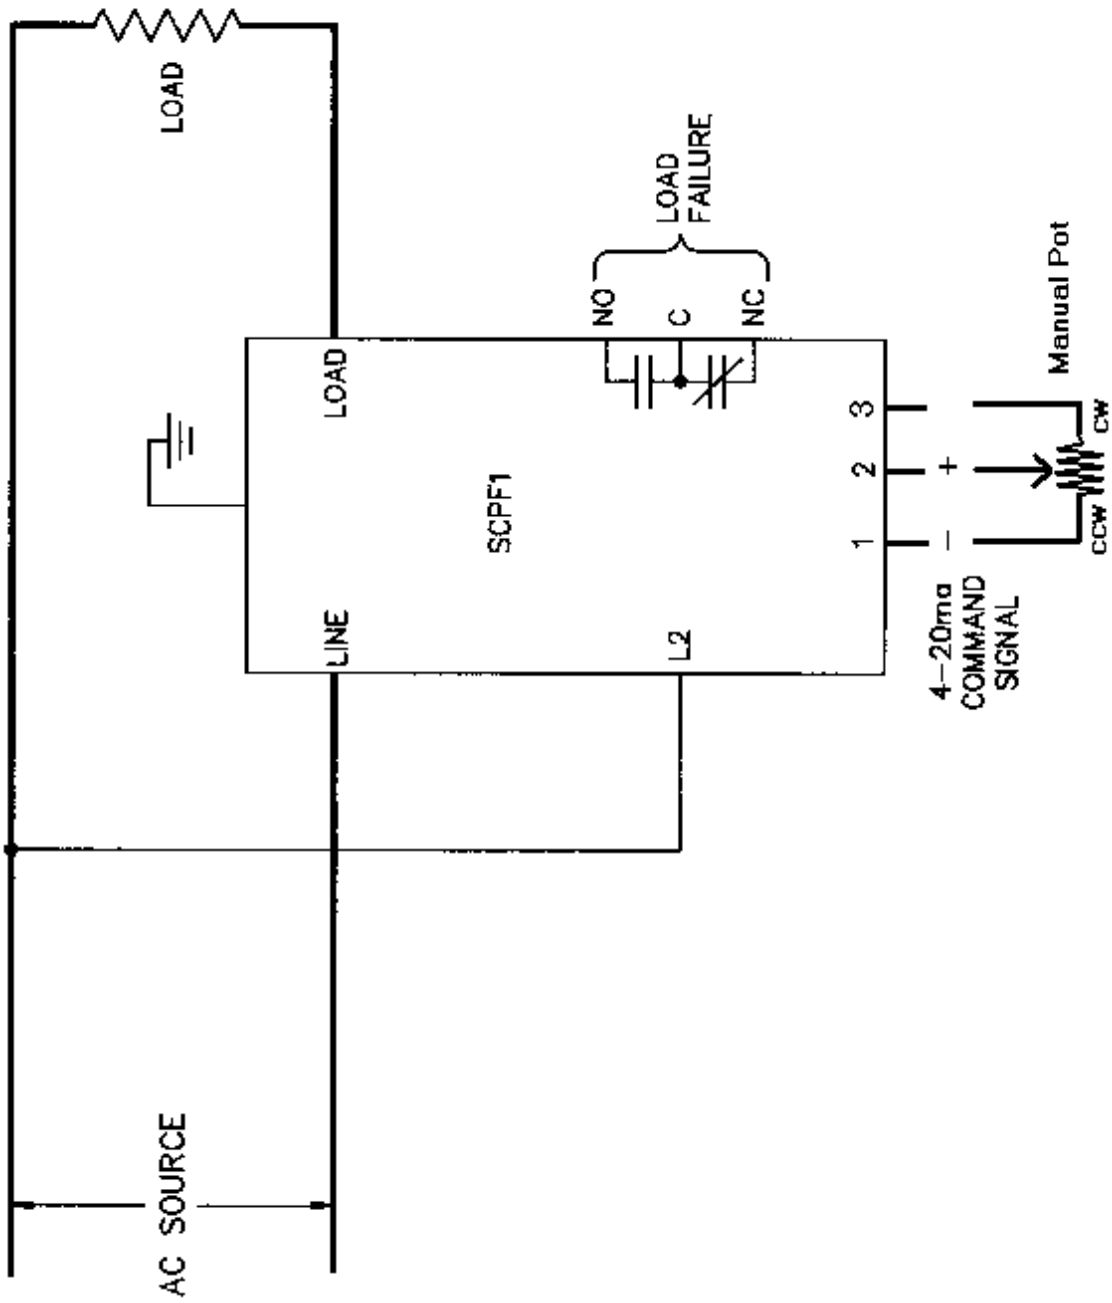 AC SOURCE
LOAD
LINE
LOAD
SCPF1
L2
NO
C
NC
LOAD
FAILURE
1
2
3
4-20ma
COMMAND
SIGNAL
-
+
CCW
CW
Manual Pot